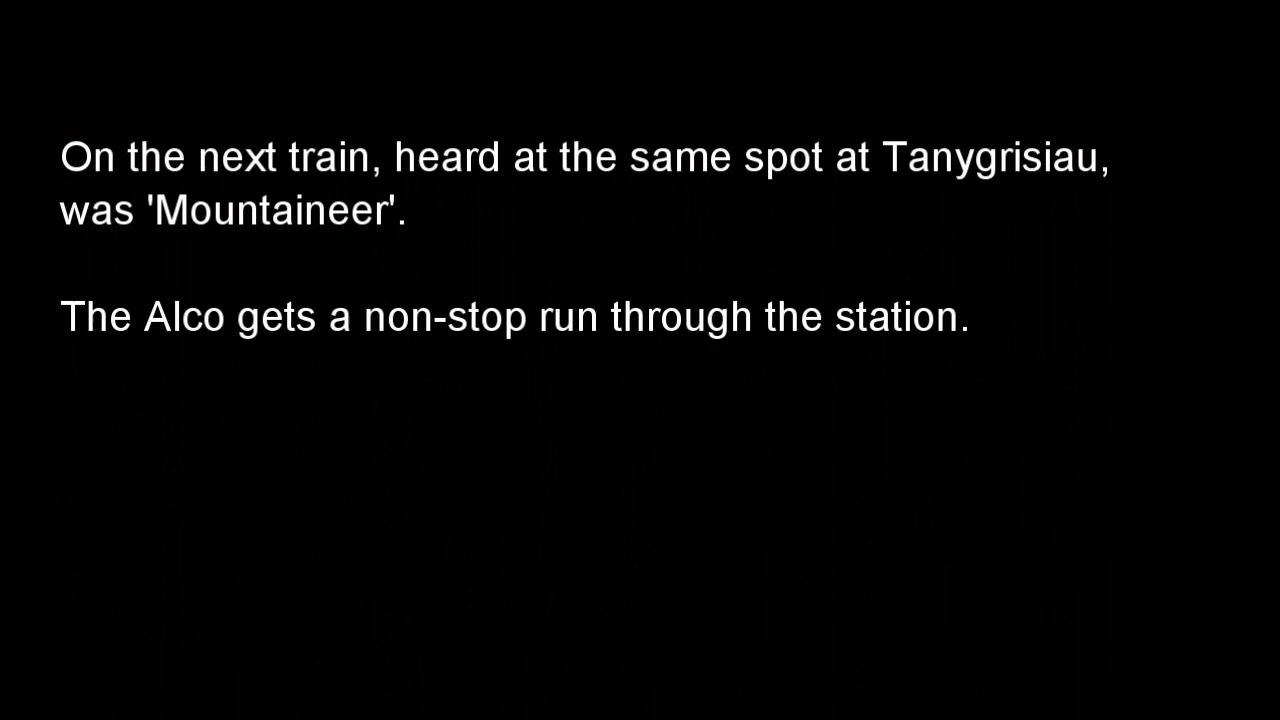 On the next train, heard at the same spot at Tanygrisiau,
was 'Mountaineer'.
The Alco gets a non-stop run through the station.